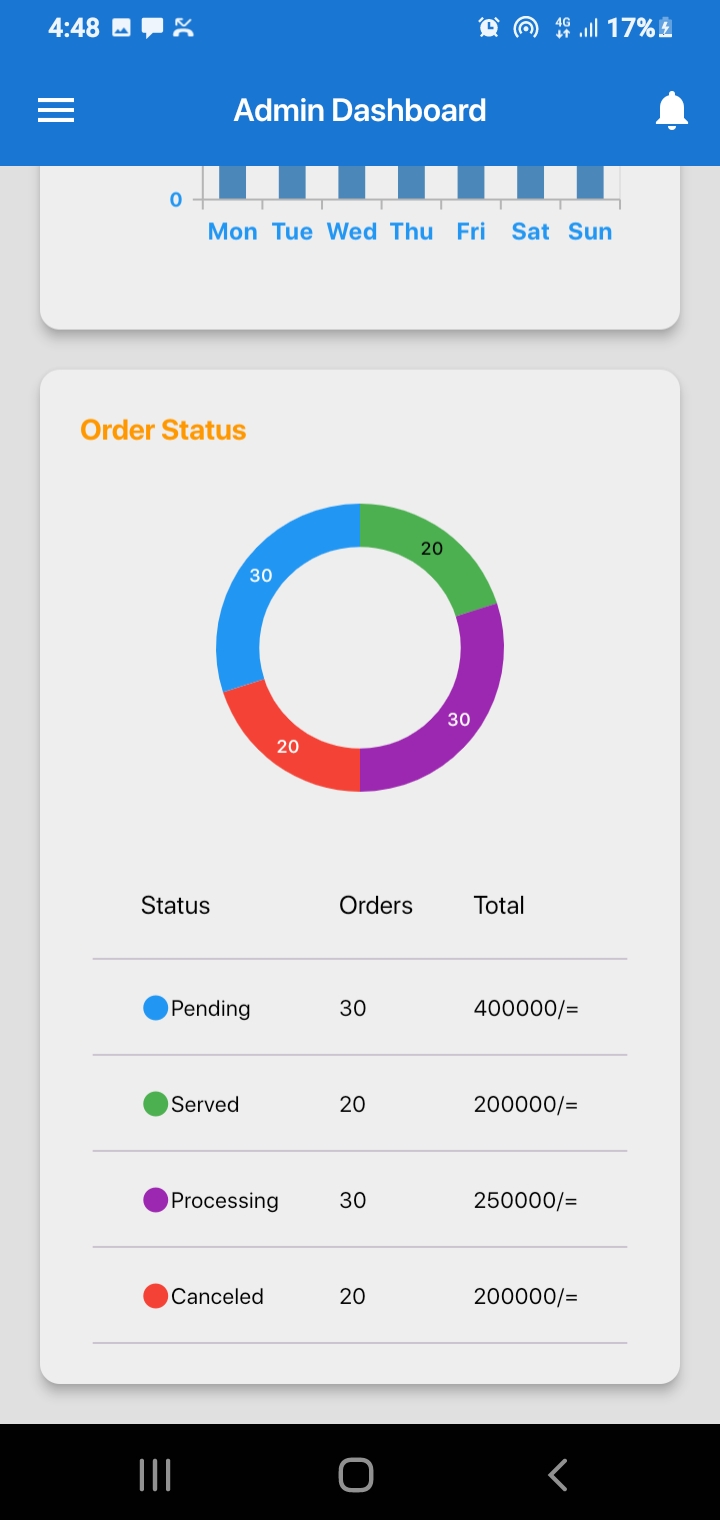 4:48 4G 17%
Admin Dashboard
0
Mon Tue Wed Thu Fri Sat Sun
Order Status
20
30
30
20
Status Orders Total
Pending 30 400000/=
Served 20 200000/=
Processing 30 250000/=
Canceled 20 200000/=